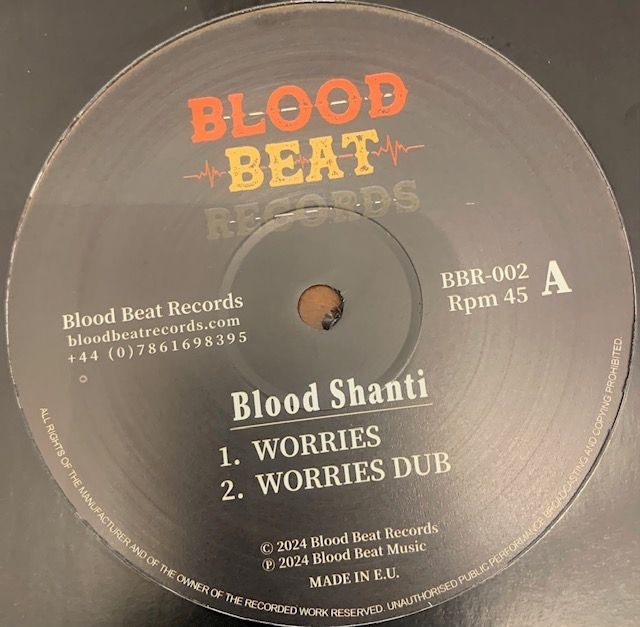 BLOOD
BEAT
RECORDS
Blood Beat Records
bloodbeatrecords.com
+44 (0)7861698395
BBR-002
Rpm 45
A
Blood Shanti
1. WORRIES
2. WORRIES DUB
© 2024 Blood Beat Records
℗ 2024 Blood Beat Music
MADE IN E.U.
ALL RIGHTS OF THE MANUFACTURER AND OF THE OWNER OF THE RECORDED WORK RESERVED. UNAUTHORISED PUBLIC PERFORMANCE BROADCASTING AND COPYING PROHIBITED